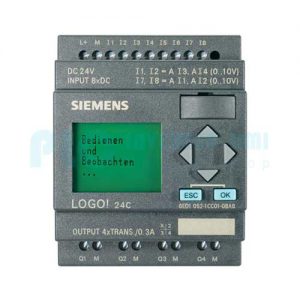 L+ M I1 I2 I3 I4 I5 I6 I7 I8
DC 24V I1, I2 ≙ A I3, A I4 (0..10V)
INPUT 8xDC I7, I8 ≙ A I1, A I2 (0..10V)
SIEMENS
Bedienen
und
Beobachten
...
ESC OK
LOGO! 24C
OUTPUT 4xTRANS./0.3A
Q1 M Q2 M Q3 M Q4 M